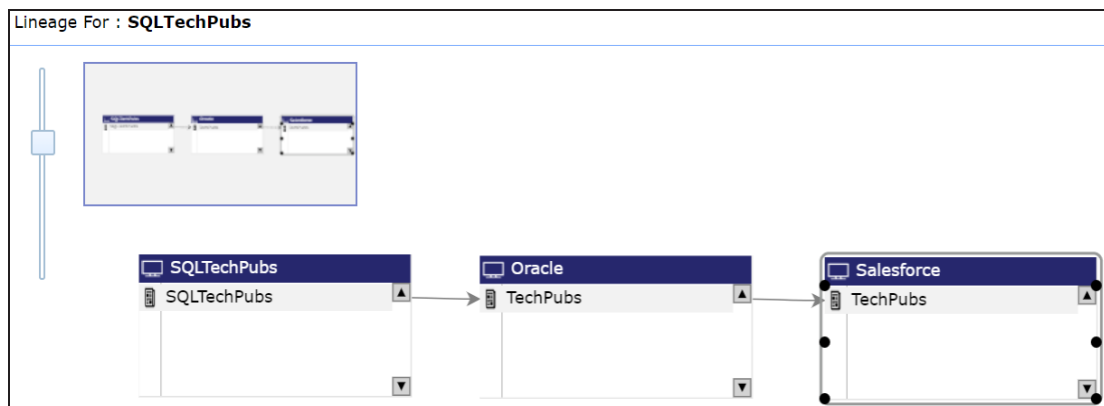 Lineage For : SQLTechPubs
SQLTechPubs
SQLTechPubs
Oracle
TechPubs
Salesforce
TechPubs